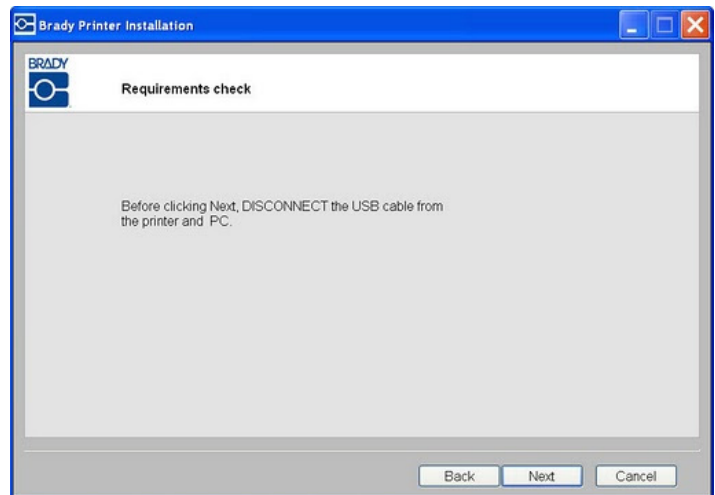 Brady Printer Installation
BRADY
Requirements check
Before clicking Next, DISCONNECT the USB cable from
the printer and PC.
Back Next Cancel